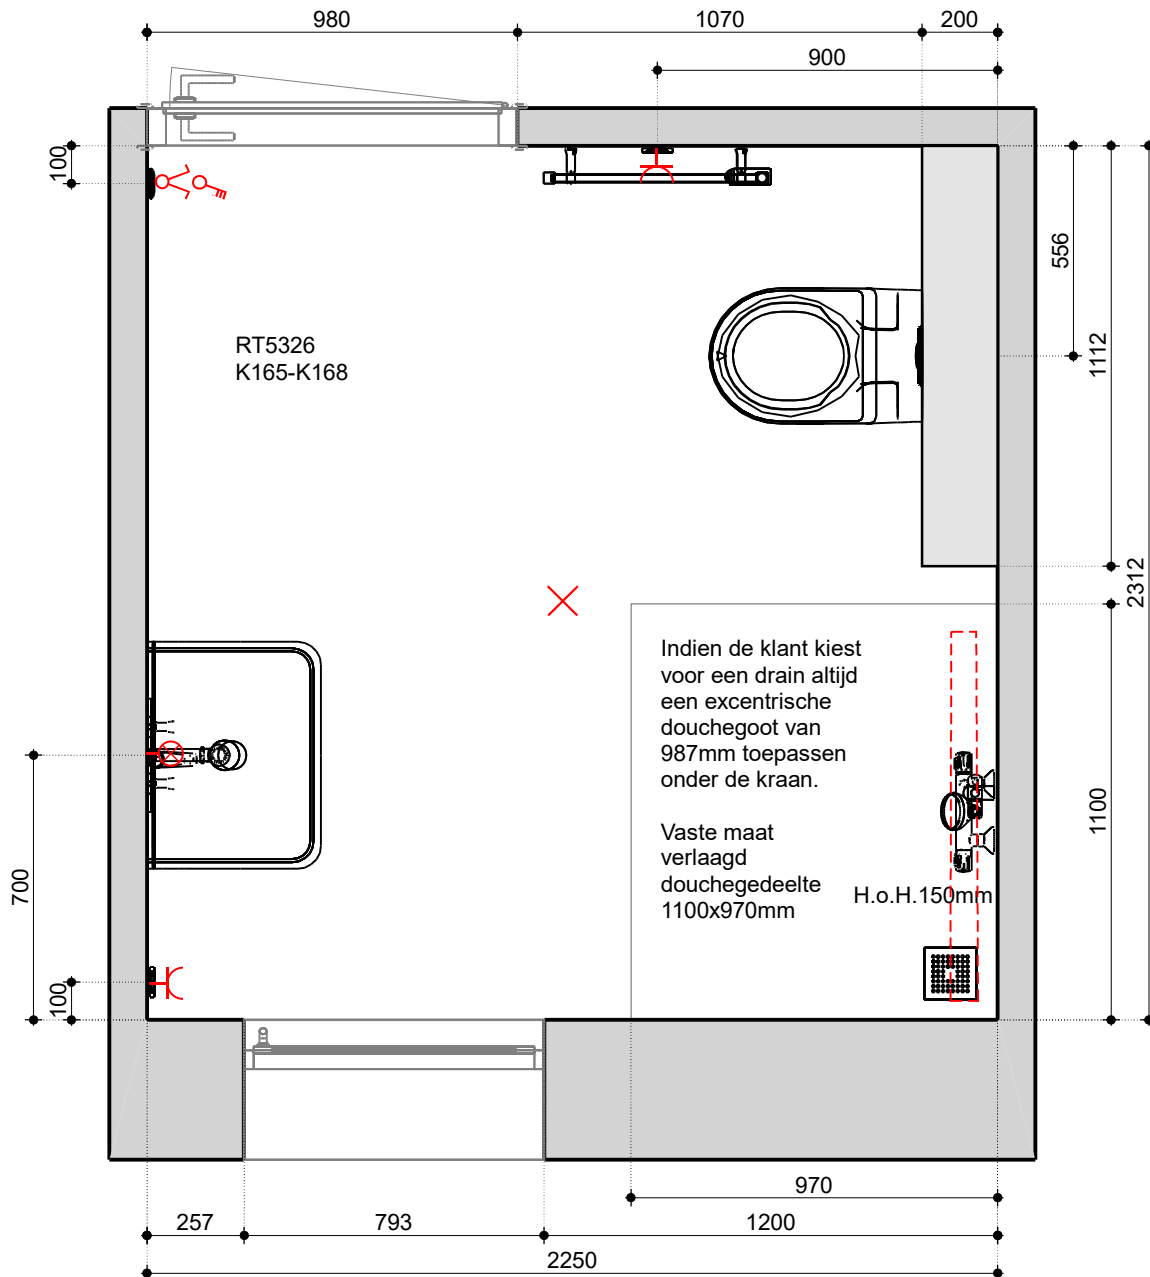 980
1070
200
900
100
556
1112
2312
RT5326
K165-K168
Indien de klant kiest
voor een drain altijd
een excentrische
douchegoot van
987mm toepassen
onder de kraan.
Vaste maat
verlaagd
douchegedeelte
1100x970mm
H.o.H.150mm
1100
700
100
970
257
793
1200
2250